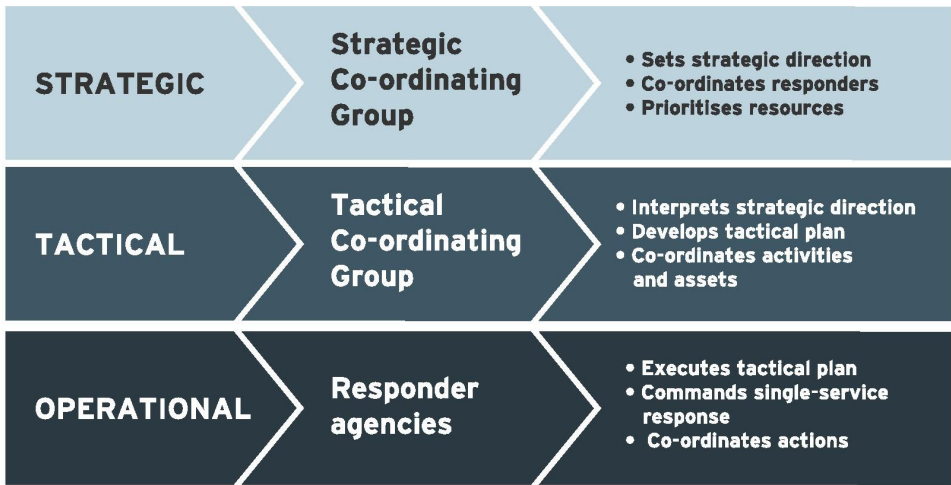 STRATEGIC
Strategic
Co-ordinating
Group
• Sets strategic direction
• Co-ordinates responders
• Prioritises resources
TACTICAL
Tactical
Co-ordinating
Group
• Interprets strategic direction
• Develops tactical plan
• Co-ordinates activities
and assets
OPERATIONAL
Responder
agencies
• Executes tactical plan
• Commands single-service
response
• Co-ordinates actions